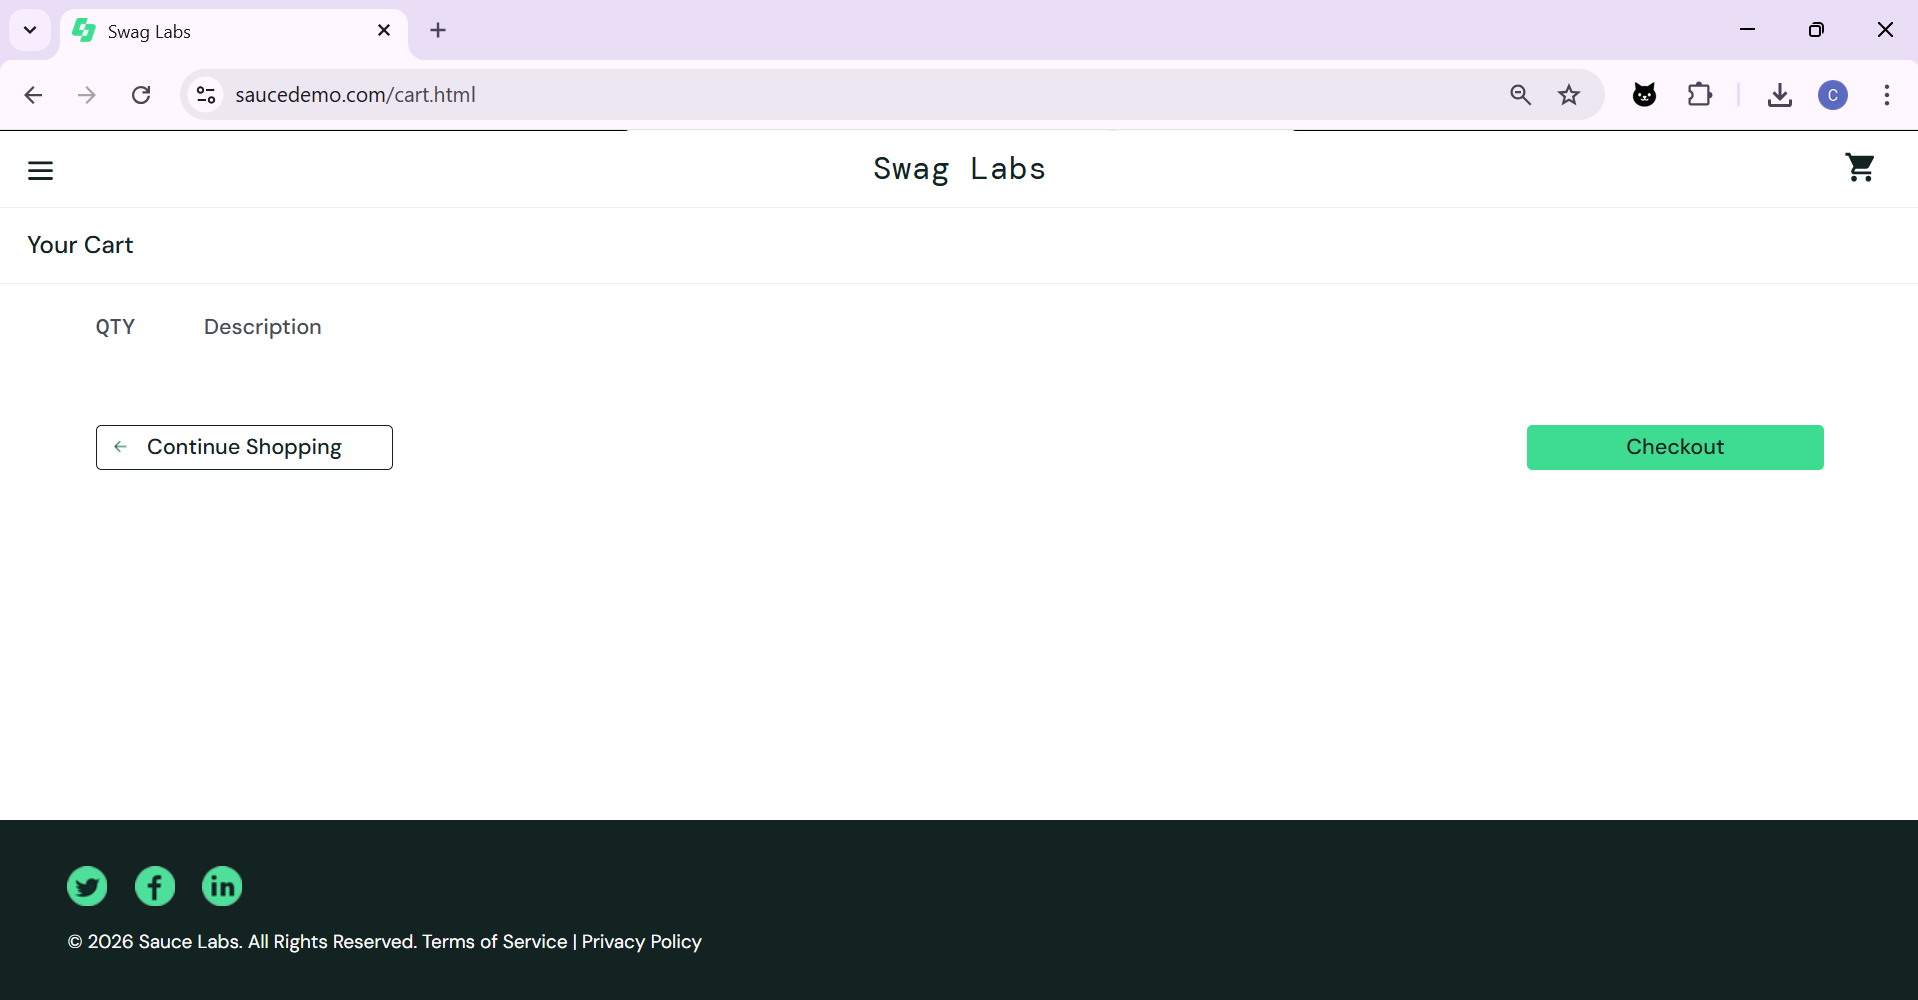 Swag Labs
saucedemo.com/cart.html
C
Swag Labs
Your Cart
QTY Description
Continue Shopping Checkout
© 2026 Sauce Labs. All Rights Reserved. Terms of Service | Privacy Policy